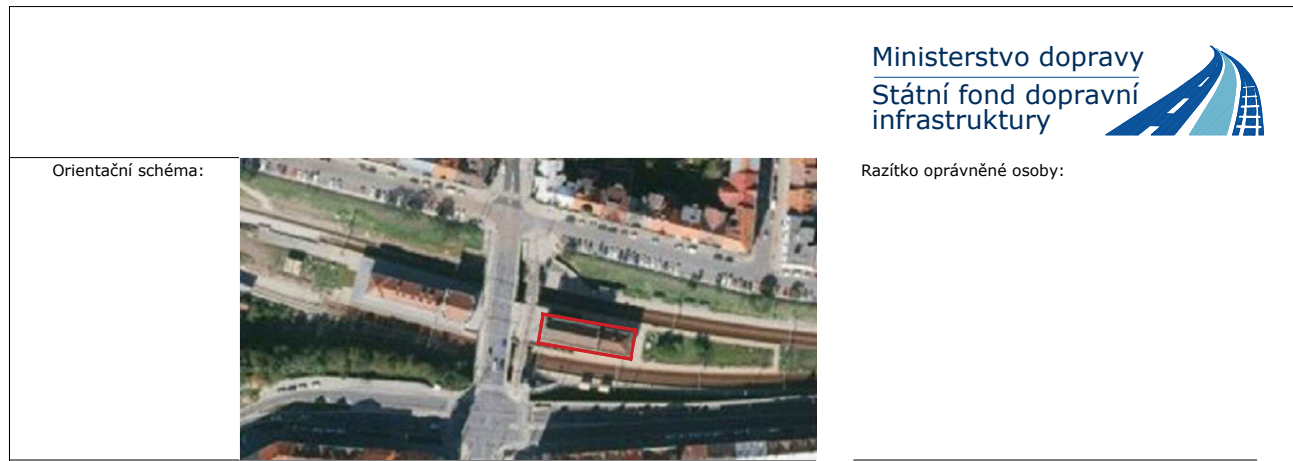 Ministerstvo dopravy
Státní fond dopravní
infrastruktury
Orientační schéma:
Razítko oprávněné osoby: